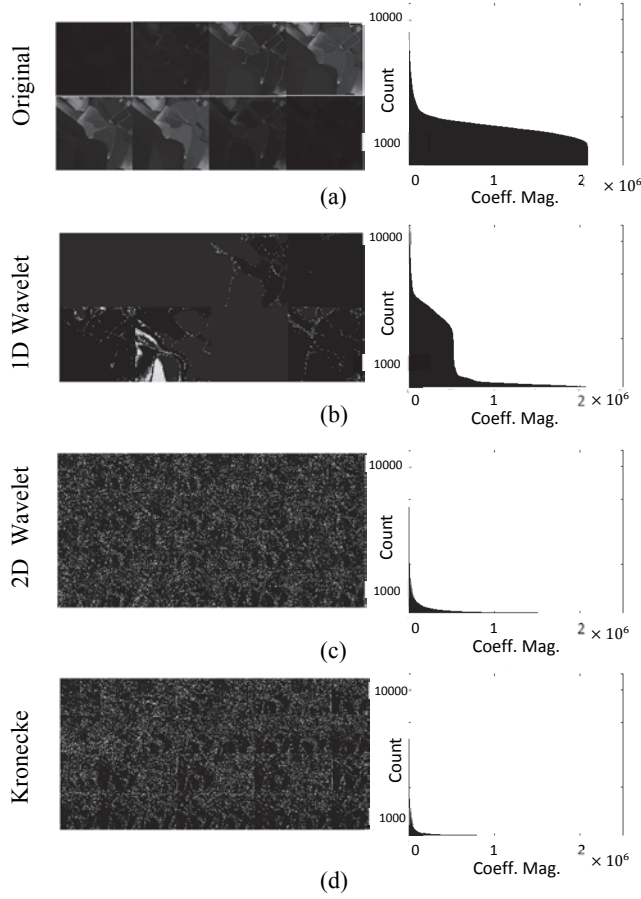 Original
10000
Count
1000
0 1 2 × 10⁶
Coeff. Mag.
(a)
1D Wavelet
10000
Count
1000
0 1 2 × 10⁶
Coeff. Mag.
(b)
2D Wavelet
10000
Count
1000
0 1 2 × 10⁶
Coeff. Mag.
(c)
Kronecke
10000
Count
1000
0 1 2 × 10⁶
Coeff. Mag.
(d)